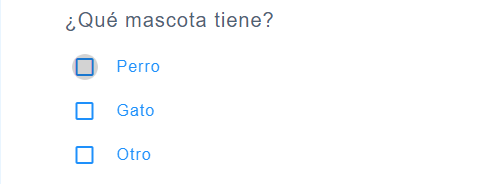 ¿Qué mascota tiene?
Perro
Gato
Otro